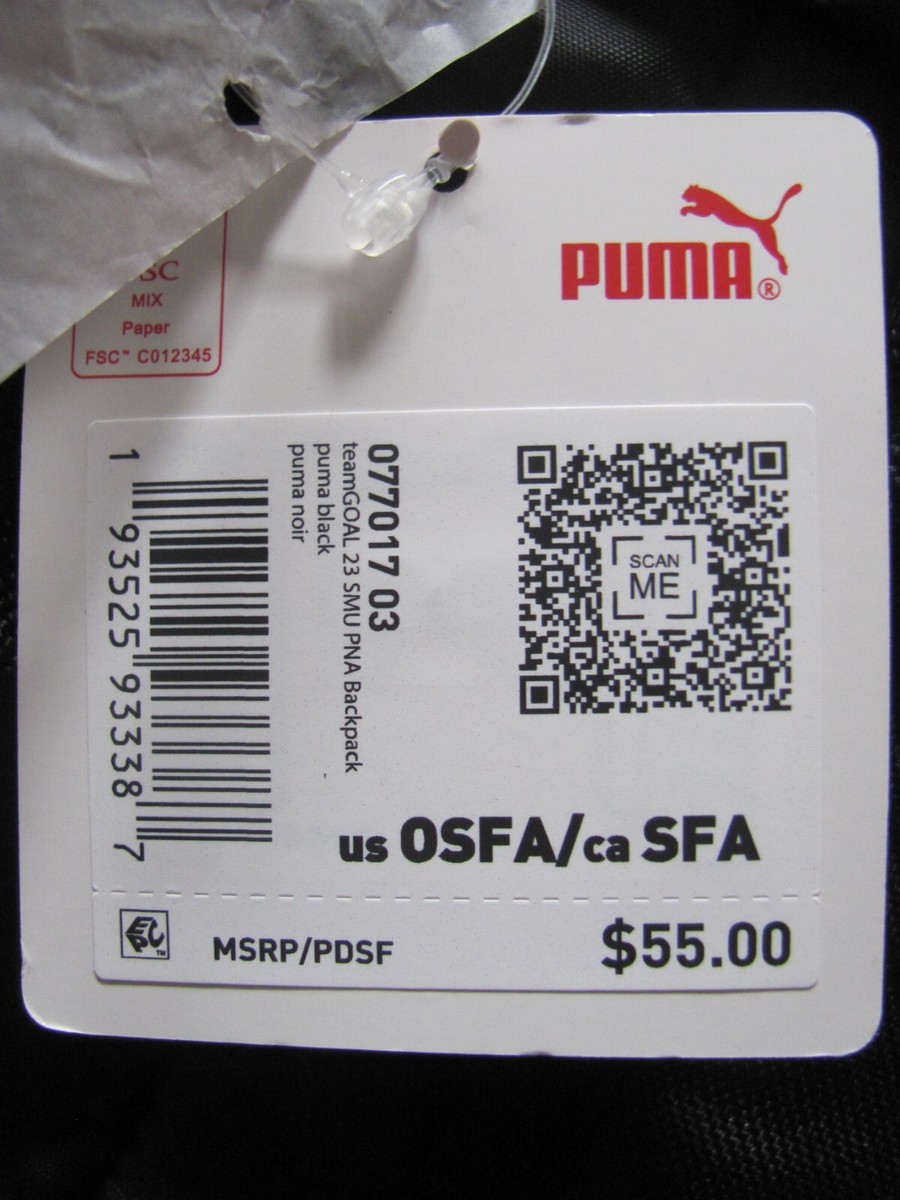 PUMA®
MIX
Paper
FSC™ C012345
077017 03
teamGOAL 23 SMU PNA Backpack
puma black
puma noir
1 93525 93338 7
SCAN
ME
us OSFA/ca SFA
EPC™
MSRP/PDSF
$55.00